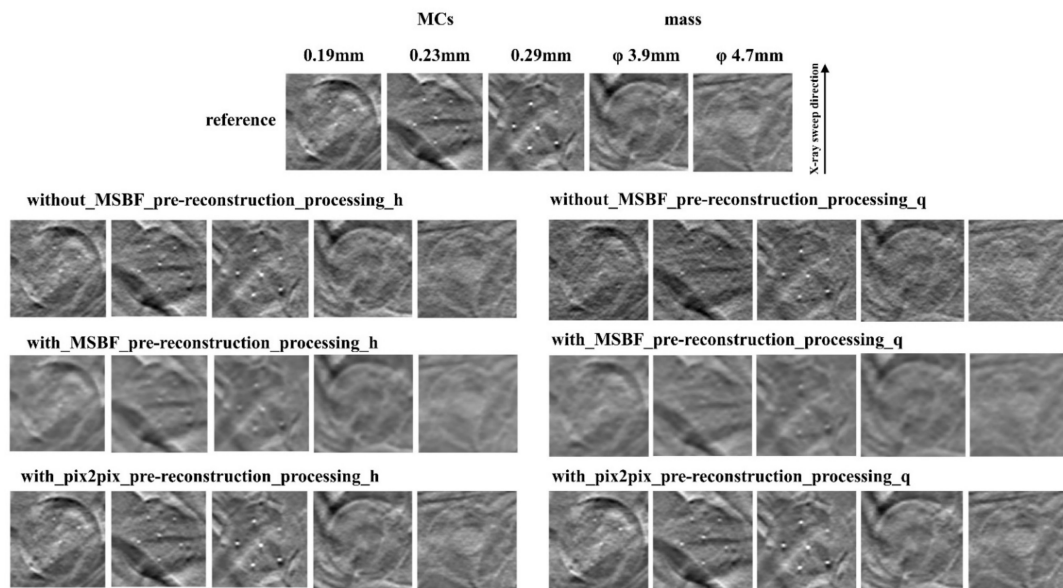 MCs mass
0.19mm 0.23mm 0.29mm φ 3.9mm φ 4.7mm
reference
X-ray sweep direction
without_MSBF_pre-reconstruction_processing_h
without_MSBF_pre-reconstruction_processing_q
with_MSBF_pre-reconstruction_processing_h
with_MSBF_pre-reconstruction_processing_q
with_pix2pix_pre-reconstruction_processing_h
with_pix2pix_pre-reconstruction_processing_q